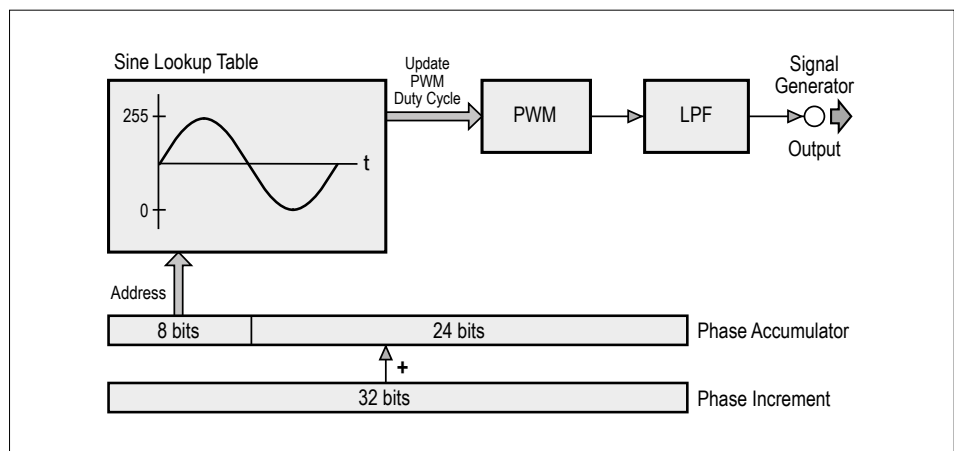 Sine Lookup Table
255
0
t
Update
PWM
Duty Cycle
PWM
LPF
Signal
Generator
Output
Address
8 bits
24 bits
Phase Accumulator
+
32 bits
Phase Increment